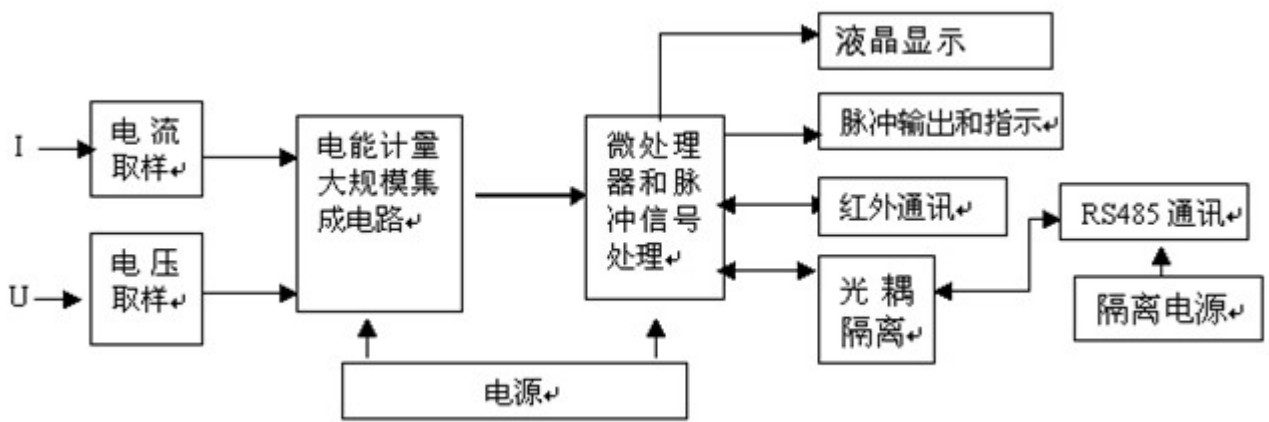 液晶显示
脉冲输出和指示↵
I
电 流
取样↵
电能计量
大规模集
成电路↵
微处理
器和脉
冲信号
处理↵
红外通讯↵
RS485 通讯↵
U
电 压
取样↵
光 耦
隔离↵
隔离电源↵
电源↵